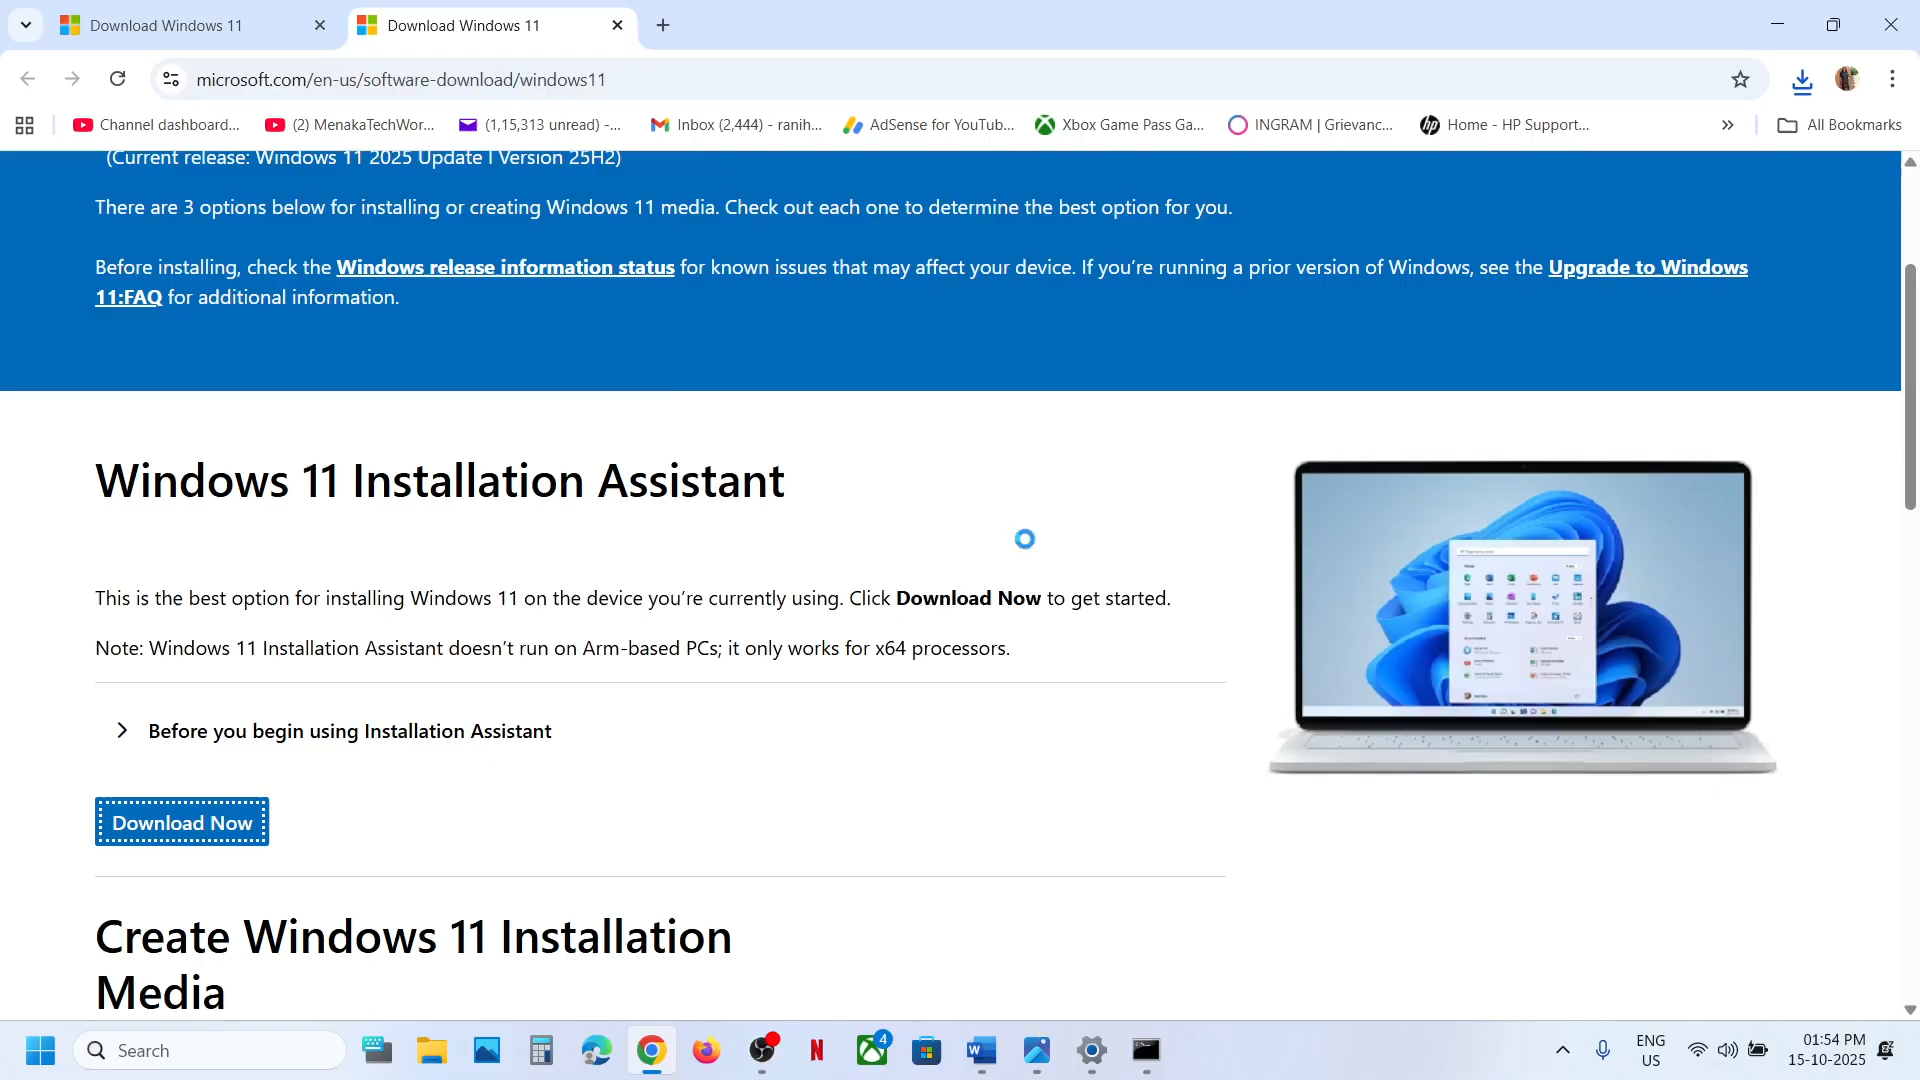 Download Windows 11
Download Windows 11
microsoft.com/en-us/software-download/windows11
Channel dashboard...
(2) MenakaTechWor...
(1,15,313 unread) -...
Inbox (2,444) - ranih...
AdSense for YouTub...
Xbox Game Pass Ga...
INGRAM | Grievanc...
Home - HP Support...
All Bookmarks
(Current release: Windows 11 2025 Update l Version 25H2)
There are 3 options below for installing or creating Windows 11 media. Check out each one to determine the best option for you.
Before installing, check the Windows release information status for known issues that may affect your device. If you're running a prior version of Windows, see the Upgrade to Windows
11:FAQ for additional information.
Windows 11 Installation Assistant
This is the best option for installing Windows 11 on the device you're currently using. Click Download Now to get started.
Note: Windows 11 Installation Assistant doesn't run on Arm-based PCs; it only works for x64 processors.
Before you begin using Installation Assistant
Download Now
Create Windows 11 Installation
Media
Search
4
ENG
US
01:54 PM
15-10-2025